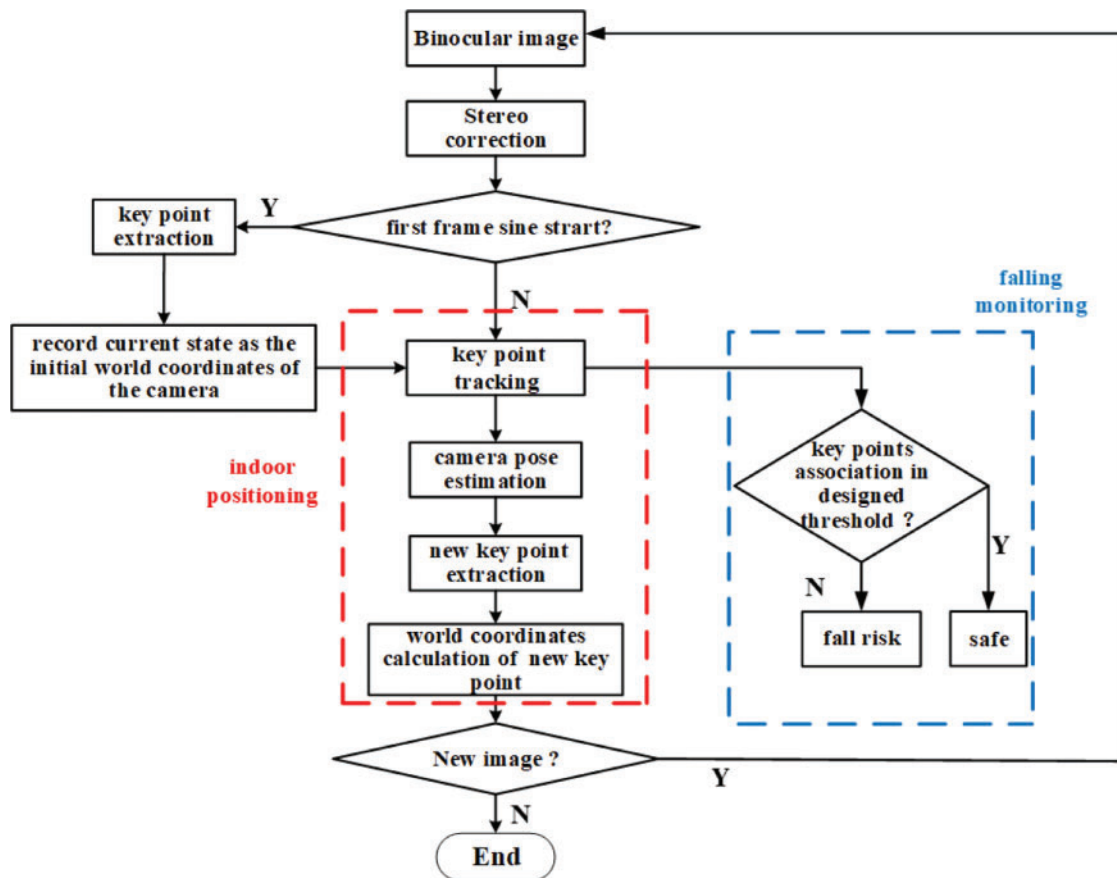 Binocular image
Stereo
correction
first frame sine strart?
Y
key point
extraction
N
record current state as the
initial world coordinates of
the camera
falling
monitoring
key point
tracking
indoor
positioning
camera pose
estimation
key points
association in
designed
threshold ?
new key point
extraction
Y
N
fall risk
safe
world coordinates
calculation of new key
point
New image ?
Y
N
End